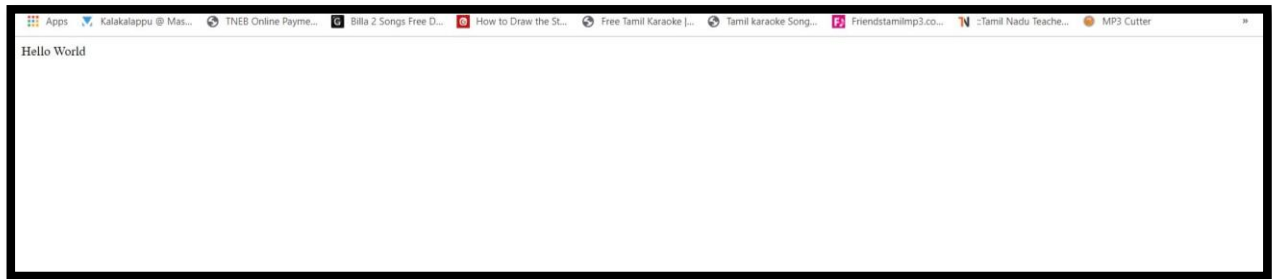 Apps Kalakalappu @ Mas... TNEB Online Payme... G Billa 2 Songs Free D... How to Draw the St... Free Tamil Karaoke |... Tamil karaoke Song... F Friendstamilmp3.co... N ::Tamil Nadu Teache... MP3 Cutter »
Hello World